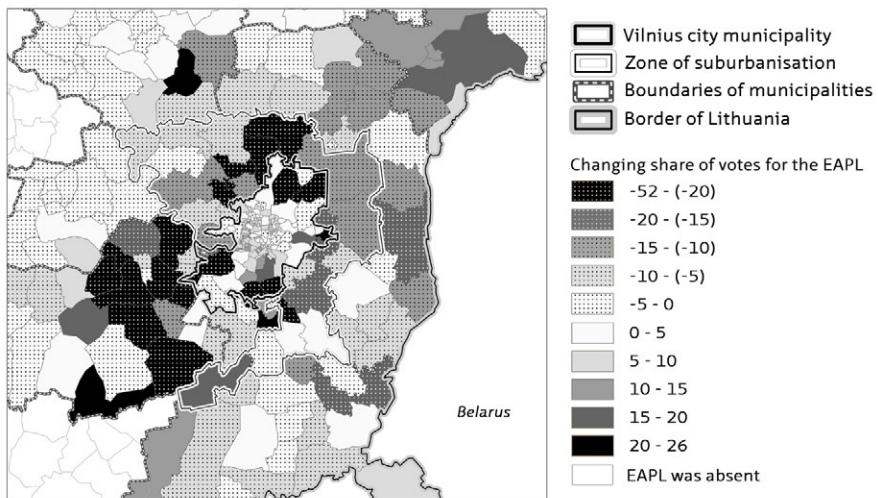 Vilnius city municipality
Zone of suburbanisation
Boundaries of municipalities
Border of Lithuania
Changing share of votes for the EAPL
-52 - (-20)
-20 - (-15)
-15 - (-10)
-10 - (-5)
-5 - 0
0 - 5
5 - 10
10 - 15
15 - 20
20 - 26
EAPL was absent
Belarus